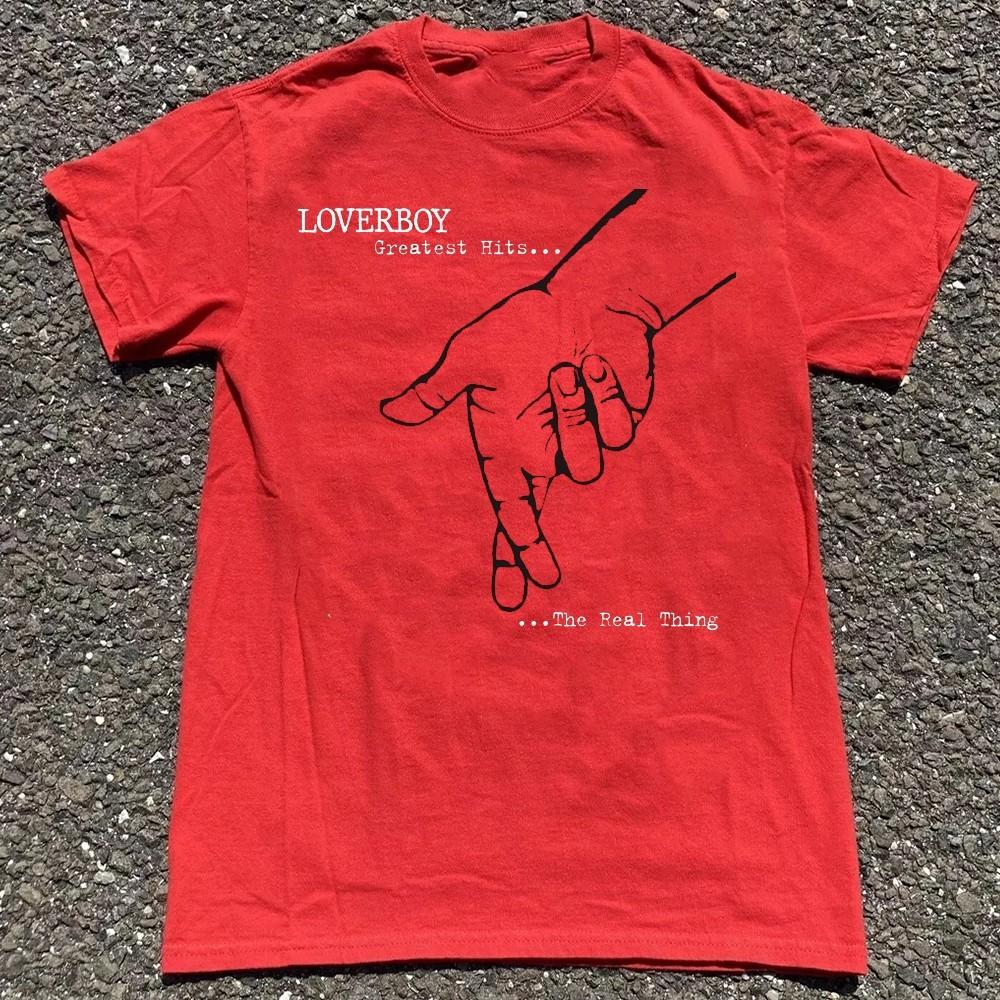 LOVERBOY
Greatest Hits...
...The Real Thing